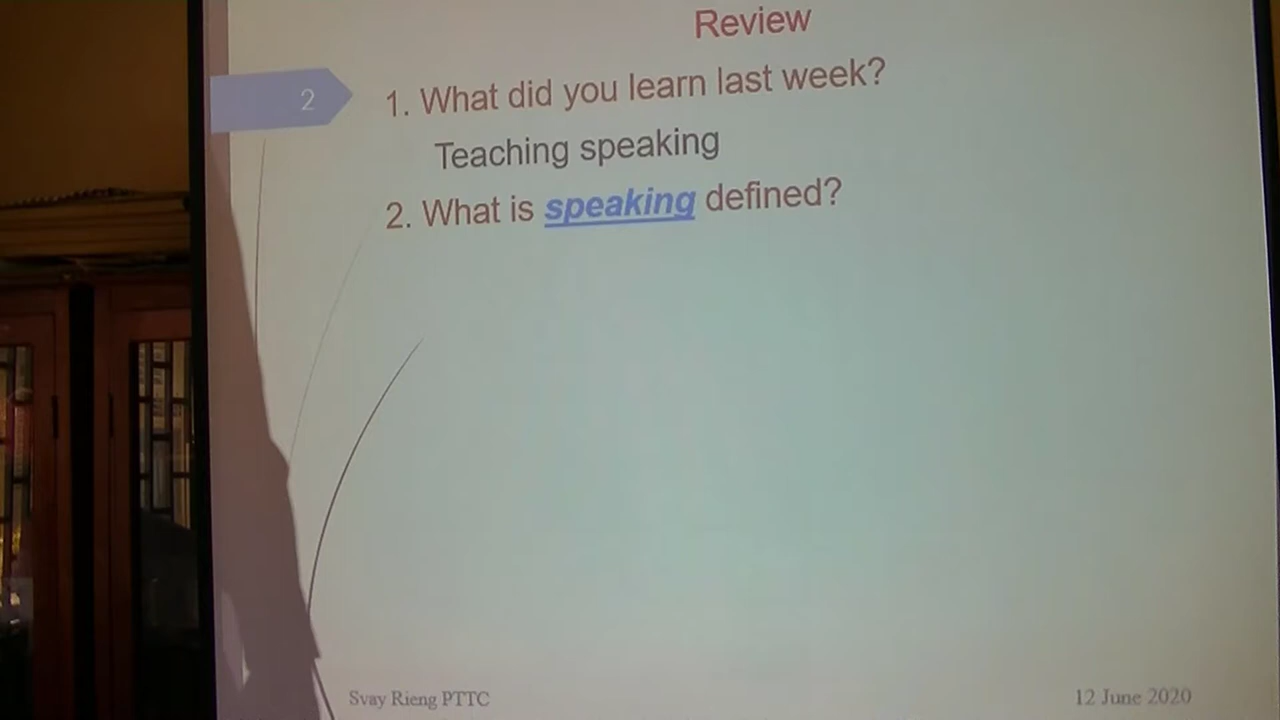 Review
2
1. What did you learn last week?
Teaching speaking
2. What is speaking defined?
Svay Rieng PTTC
12 June 2020